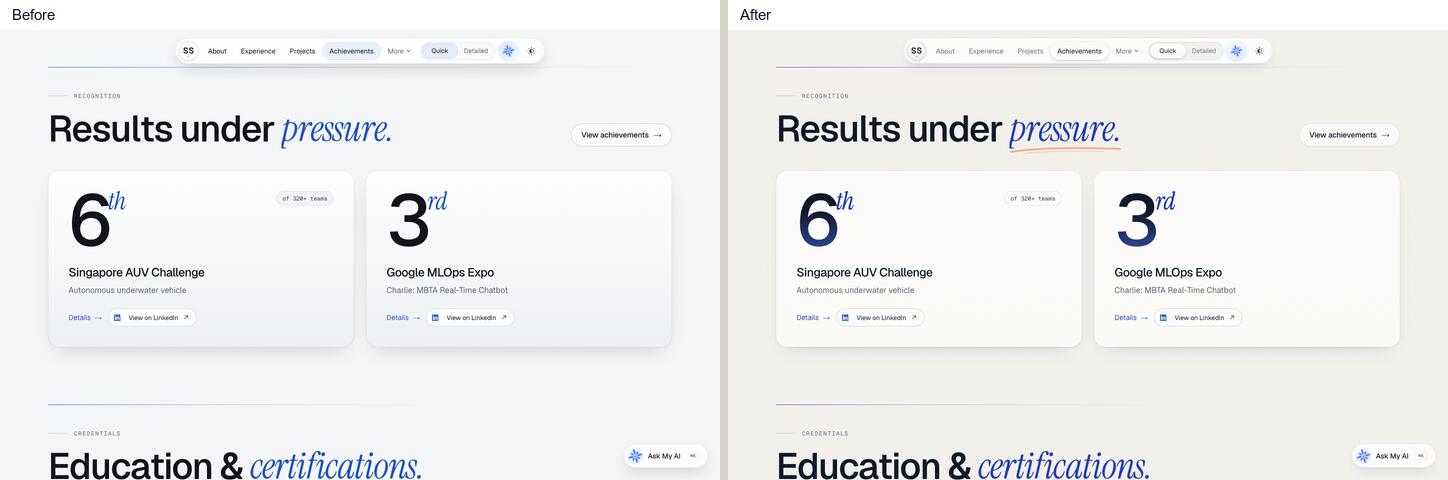 Before
SS About Experience Projects Achievements More Quick Detailed
RECOGNITION
Results under pressure.
View achievements →
6th
of 320+ teams
Singapore AUV Challenge
Autonomous underwater vehicle
Details → in View on LinkedIn ↗
3rd
Google MLOps Expo
Charlie: MBTA Real-Time Chatbot
Details → in View on LinkedIn ↗
CREDENTIALS
Education & certifications.
Ask My AI
After
SS About Experience Projects Achievements More Quick Detailed
RECOGNITION
Results under pressure.
View achievements →
6th
of 320+ teams
Singapore AUV Challenge
Autonomous underwater vehicle
Details → in View on LinkedIn ↗
3rd
Google MLOps Expo
Charlie: MBTA Real-Time Chatbot
Details → in View on LinkedIn ↗
CREDENTIALS
Education & certifications.
Ask My AI